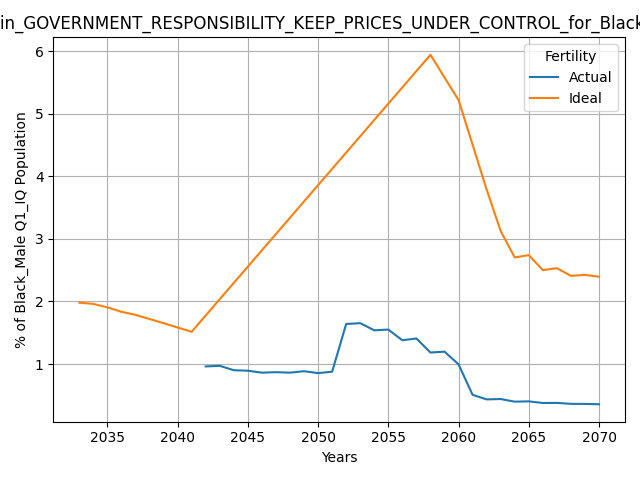 in_GOVERNMENT_RESPONSIBILITY_KEEP_PRICES_UNDER_CONTROL_for_Black
Fertility
Actual
Ideal
% of Black_Male Q1_IQ Population
6
5
4
3
2
1
2035 2040 2045 2050 2055 2060 2065 2070
Years